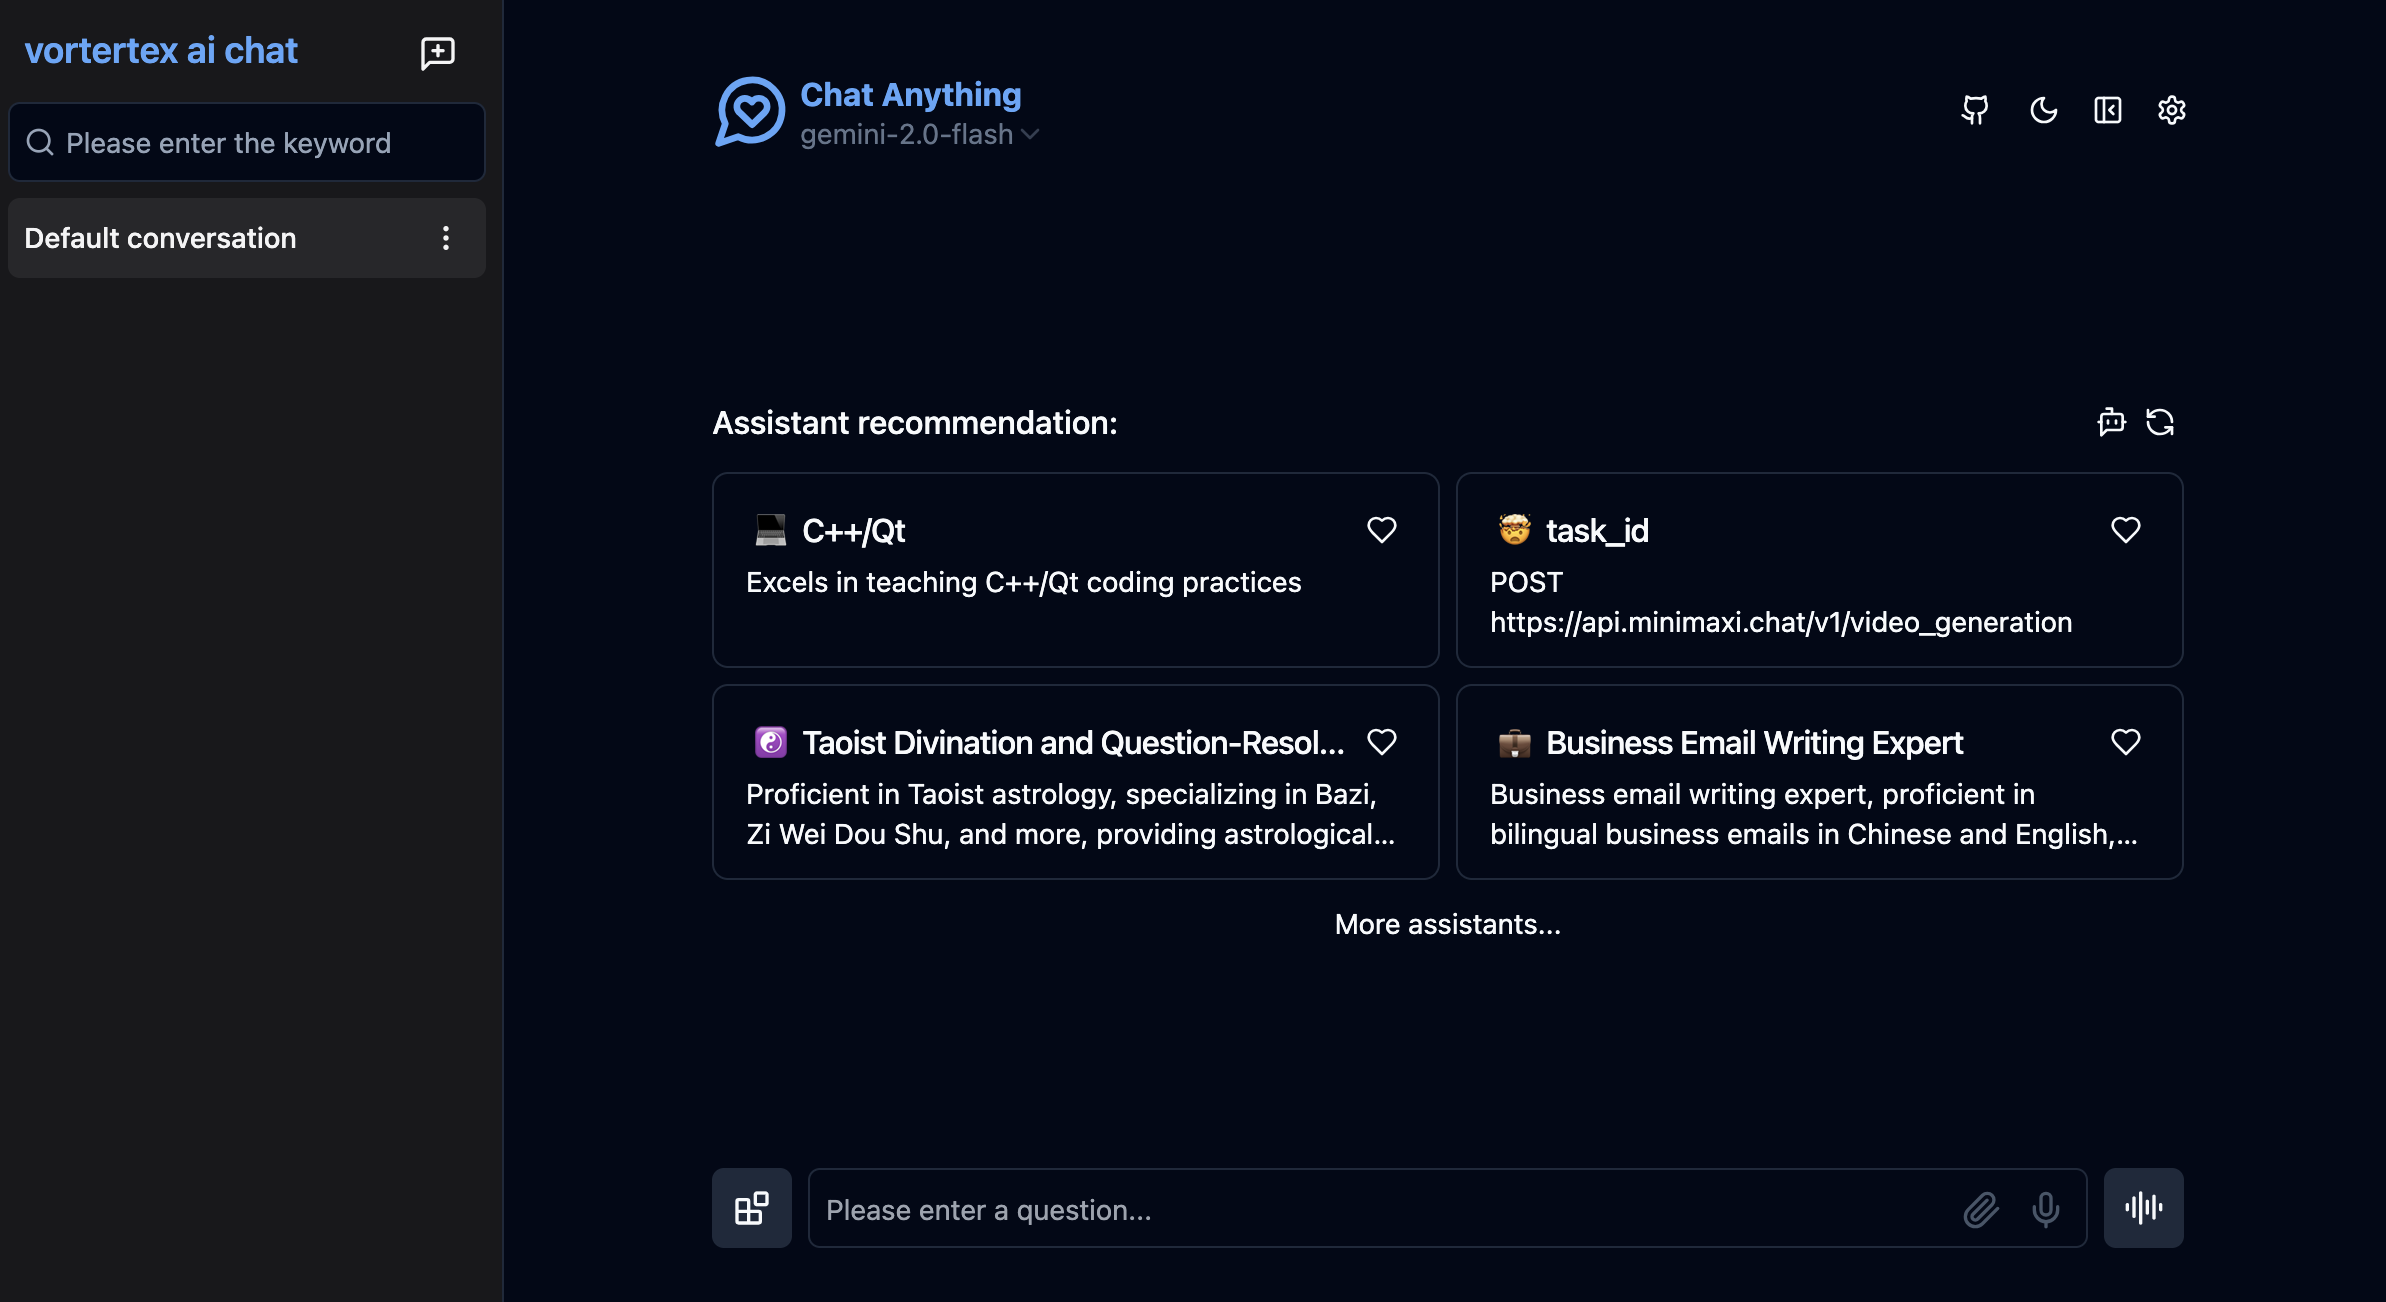 vortertex ai chat
Please enter the keyword
Default conversation
Chat Anything
gemini-2.0-flash
Assistant recommendation:
C++/Qt
Excels in teaching C++/Qt coding practices
task_id
POST
https://api.minimaxi.chat/v1/video_generation
Taoist Divination and Question-Resol...
Proficient in Taoist astrology, specializing in Bazi,
Zi Wei Dou Shu, and more, providing astrological...
Business Email Writing Expert
Business email writing expert, proficient in
bilingual business emails in Chinese and English,...
More assistants...
Please enter a question...